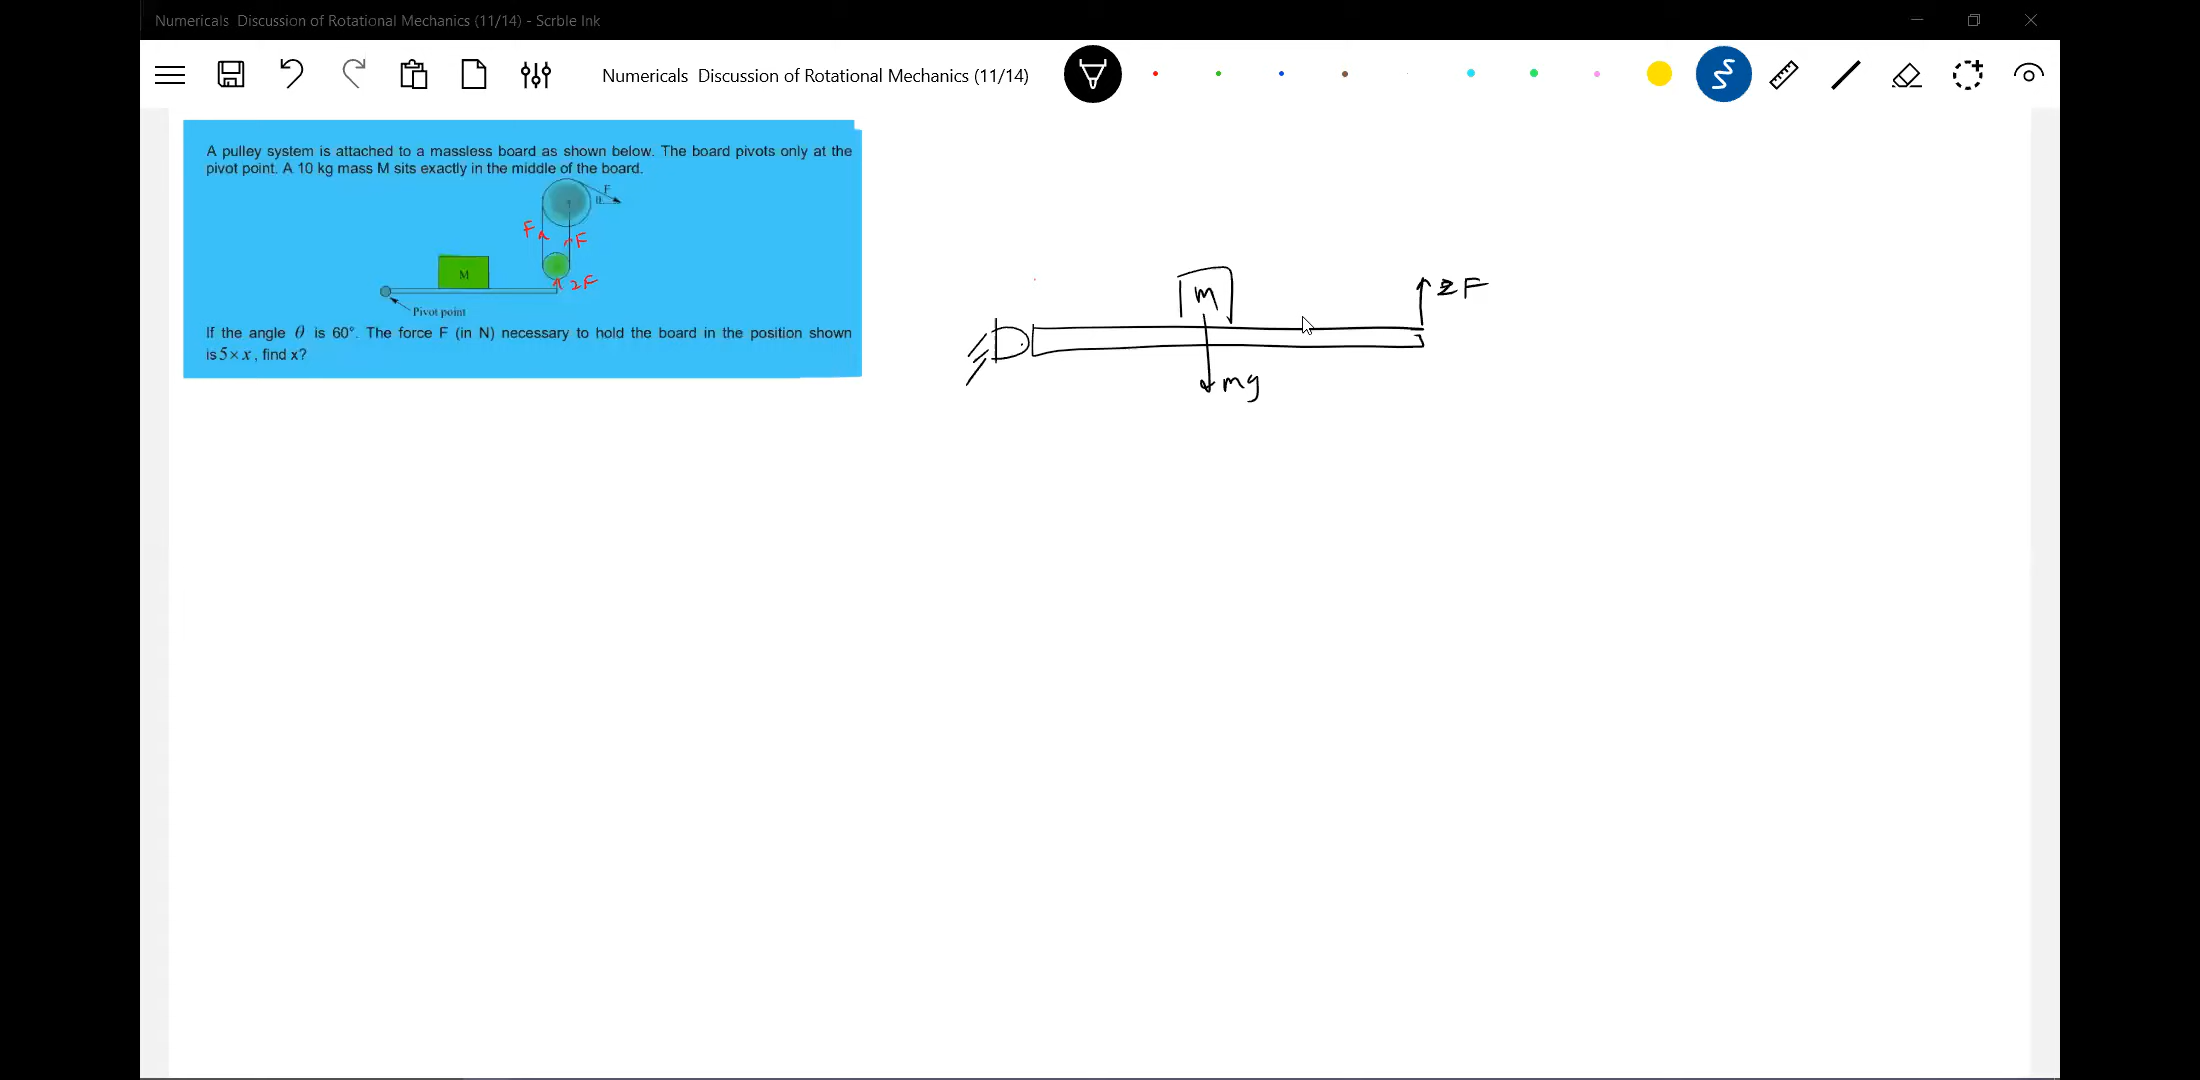 Numericals Discussion of Rotational Mechanics (11/14) - Scrble Ink
Numericals Discussion of Rotational Mechanics (11/14)
A pulley system is attached to a massless board as shown below. The board pivots only at the
pivot point. A 10 kg mass M sits exactly in the middle of the board.
F
θ
F
F
M
2F
Pivot point
If the angle θ is 60°. The force F (in N) necessary to hold the board in the position shown
is 5 × x , find x?
m
2F
mg